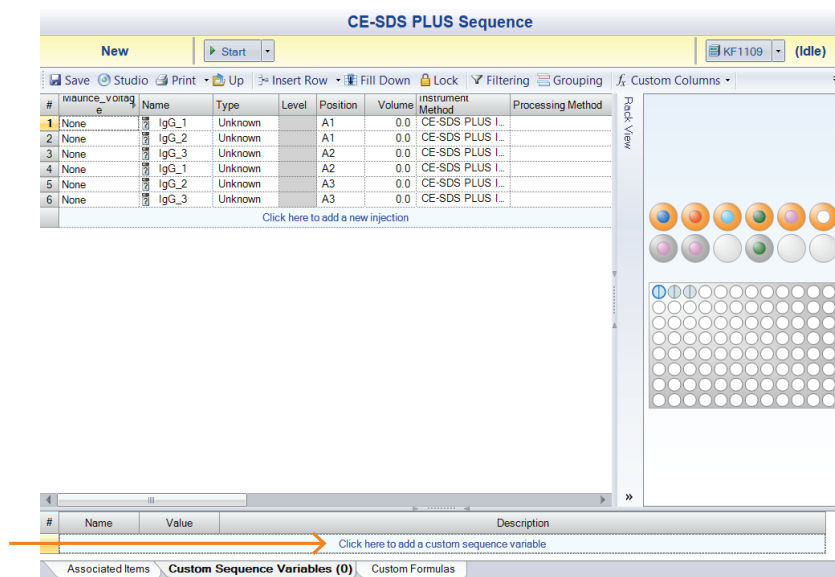 CE-SDS PLUS Sequence
New Start KF1109 (Idle)
Save Studio Print Up Insert Row Fill Down Lock Filtering Grouping fx Custom Columns
# Maurice_Voltage Name Type Level Position Volume Instrument Method Processing Method
1 None IgG_1 Unknown A1 0.0 CE-SDS PLUS I...
2 None IgG_2 Unknown A1 0.0 CE-SDS PLUS I...
3 None IgG_3 Unknown A2 0.0 CE-SDS PLUS I...
4 None IgG_1 Unknown A2 0.0 CE-SDS PLUS I...
5 None IgG_2 Unknown A3 0.0 CE-SDS PLUS I...
6 None IgG_3 Unknown A3 0.0 CE-SDS PLUS I...
Click here to add a new injection
Rack View
»
# Name Value Description
Click here to add a custom sequence variable
Associated Items Custom Sequence Variables (0) Custom Formulas